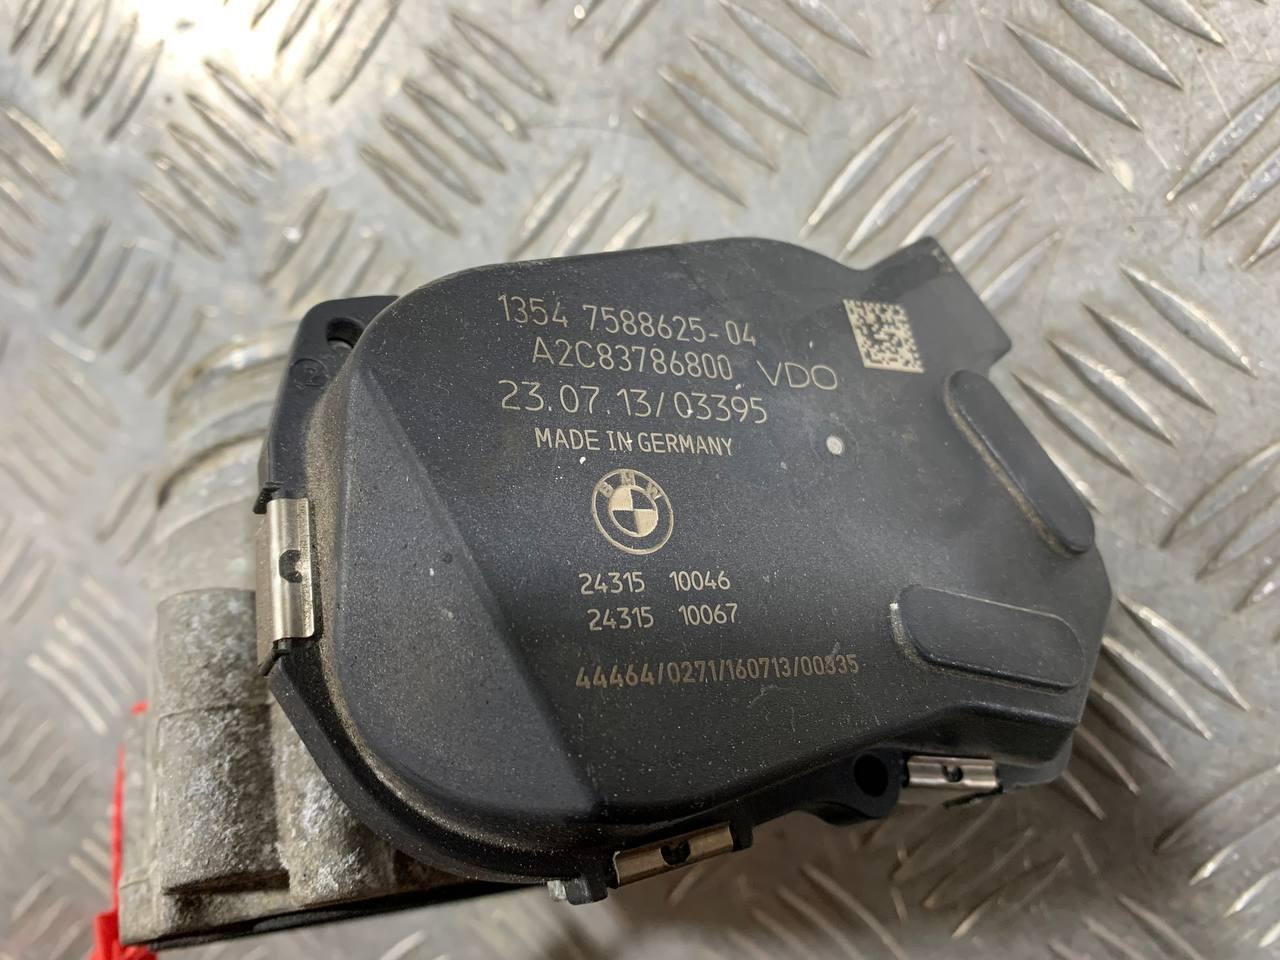 1354 7588625-04
A2C83786800 VDO
23.07.13/03395
MADE IN GERMANY
BMW
24315 10046
24315 10067
44464/0271/160713/00335